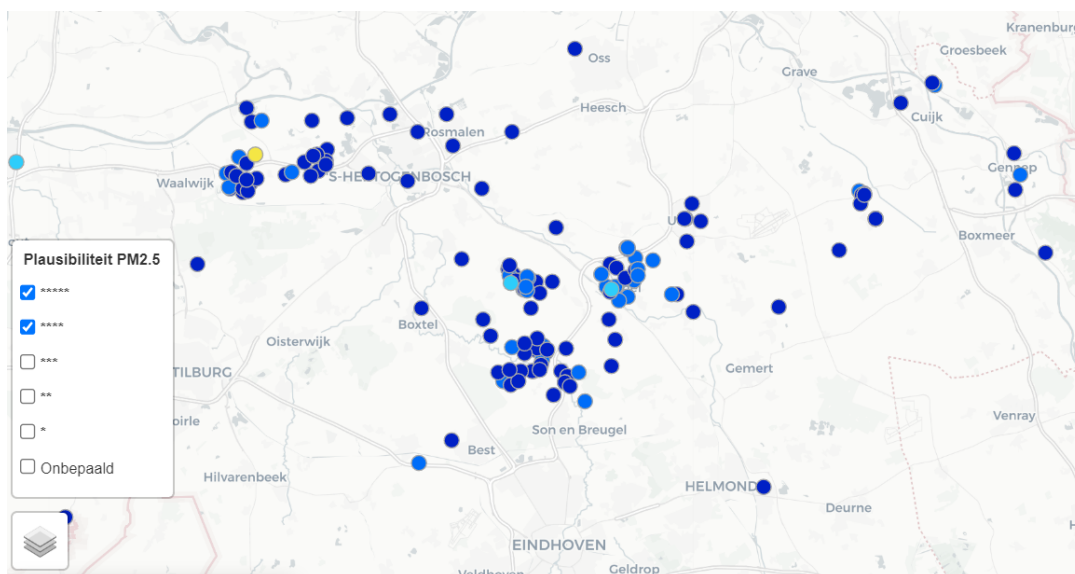 Kranenburg
Groesbeek
Oss
Grave
Heesch
Cuijk
Rosmalen
Gennep
Waalwijk
S-HERTOGENBOSCH
Boxmeer
Plausibiliteit PM2.5
*****
****
Boxtel
Oisterwijk
***
TILBURG
Gemert
**
Venray
*
Son en Breugel
Best
Onbepaald
Hilvarenbeek
HELMOND
Deurne
EINDHOVEN
Geldrop
Veldhoven